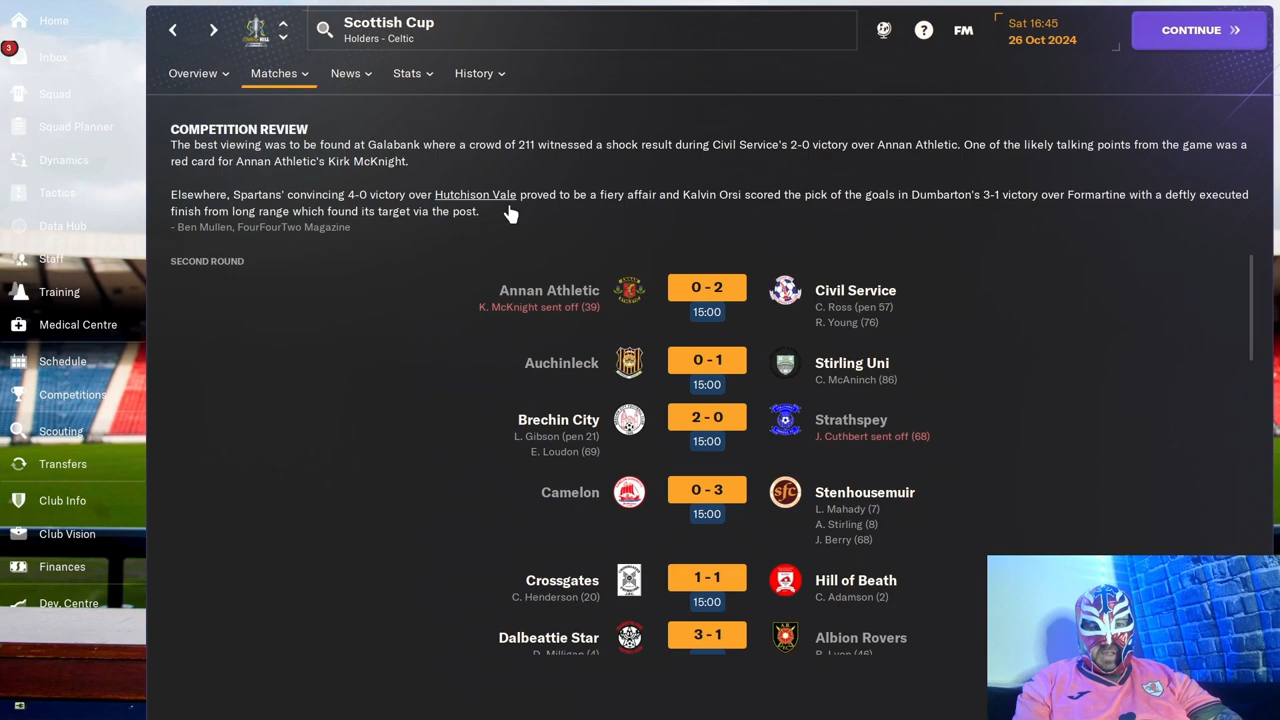 Home
3
Inbox
Squad
Squad Planner
Dynamics
Tactics
Data Hub
Staff
Training
Medical Centre
Schedule
Competitions
Scouting
Transfers
Club Info
Club Vision
Finances
Dev. Centre
Scottish Cup
Holders - Celtic
?
FM
Sat 16:45
26 Oct 2024
CONTINUE
Overview
Matches
News
Stats
History
COMPETITION REVIEW
The best viewing was to be found at Galabank where a crowd of 211 witnessed a shock result during Civil Service's 2-0 victory over Annan Athletic. One of the likely talking points from the game was a
red card for Annan Athletic's Kirk McKnight.
Elsewhere, Spartans' convincing 4-0 victory over Hutchison Vale proved to be a fiery affair and Kalvin Orsi scored the pick of the goals in Dumbarton's 3-1 victory over Formartine with a deftly executed
finish from long range which found its target via the post.
- Ben Mullen, FourFourTwo Magazine
SECOND ROUND
Annan Athletic 0 - 2 Civil Service
K. McKnight sent off (39) 15:00 C. Ross (pen 57)
R. Young (76)
Auchinleck 0 - 1 Stirling Uni
15:00 C. McAninch (86)
Brechin City 2 - 0 Strathspey
L. Gibson (pen 21) 15:00 J. Cuthbert sent off (68)
E. Loudon (69)
Camelon 0 - 3 sfc Stenhousemuir
15:00 L. Mahady (7)
A. Stirling (8)
J. Berry (68)
Crossgates 1 - 1 Hill of Beath
C. Henderson (20) 15:00 C. Adamson (2)
Dalbeattie Star 3 - 1 Albion Rovers
D. Milligan (4) B. Lyon (46)